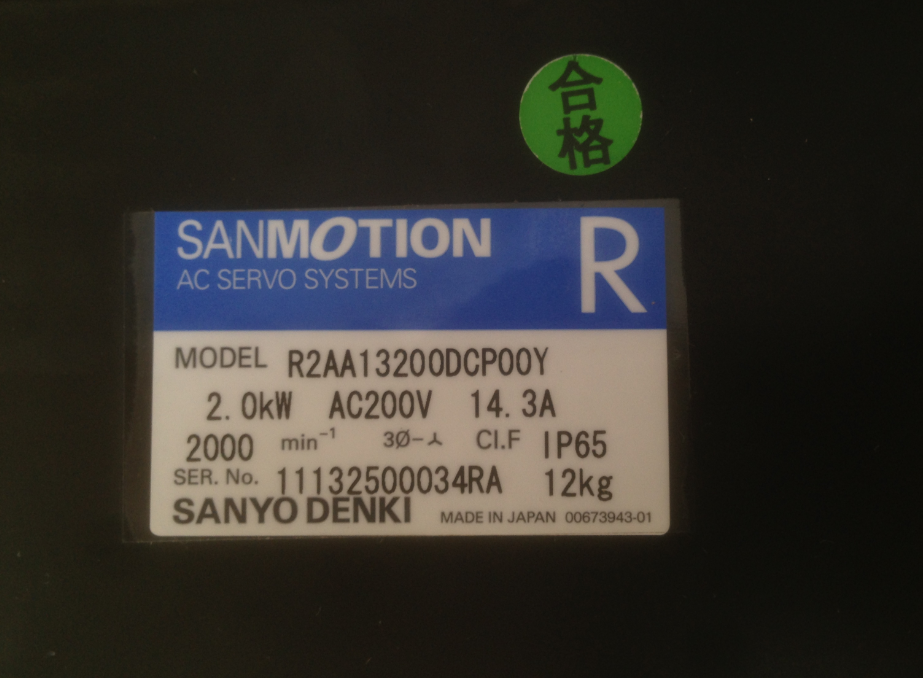 合
格
SANMOTION R
AC SERVO SYSTEMS
MODEL R2AA13200DCP00Y
2.0kW AC200V 14.3A
2000 min⁻¹ 3Ø-⅄ CI.F IP65
SER. No. 11132500034RA 12kg
SANYO DENKI MADE IN JAPAN 00673943-01